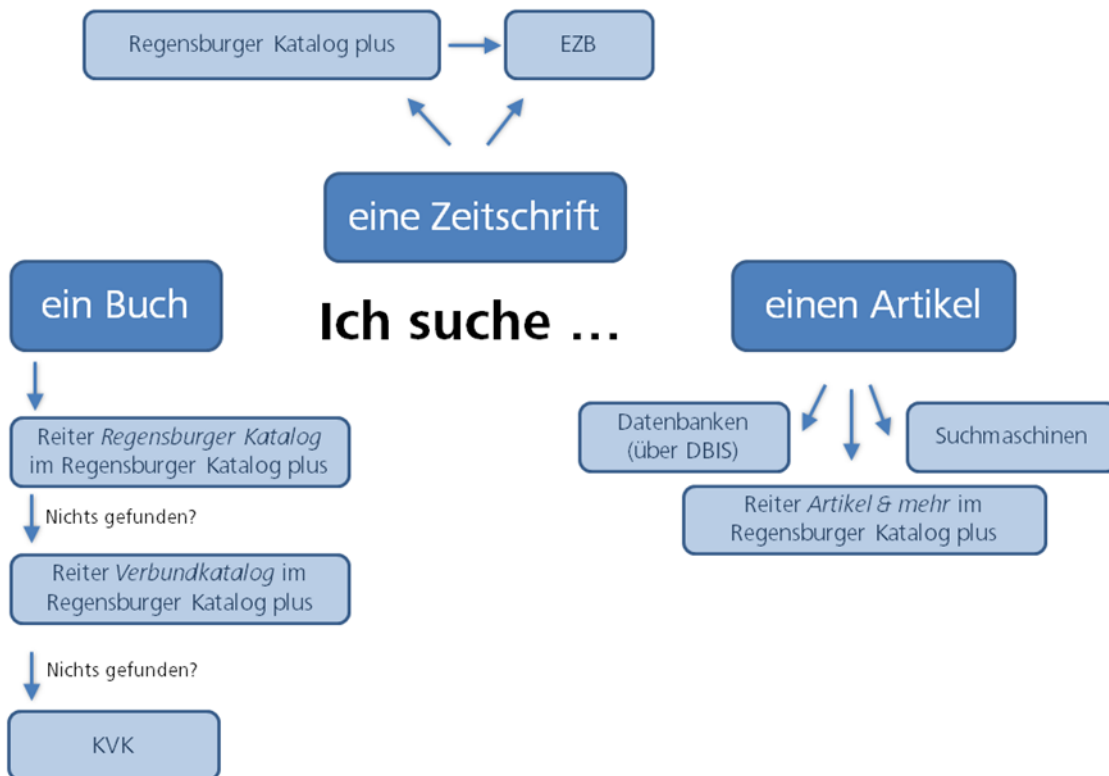 Regensburger Katalog plus
EZB
eine Zeitschrift
ein Buch
Ich suche ...
einen Artikel
Reiter Regensburger Katalog
im Regensburger Katalog plus
Nichts gefunden?
Reiter Verbundkatalog im
Regensburger Katalog plus
Nichts gefunden?
KVK
Datenbanken
(über DBIS)
Suchmaschinen
Reiter Artikel & mehr im
Regensburger Katalog plus